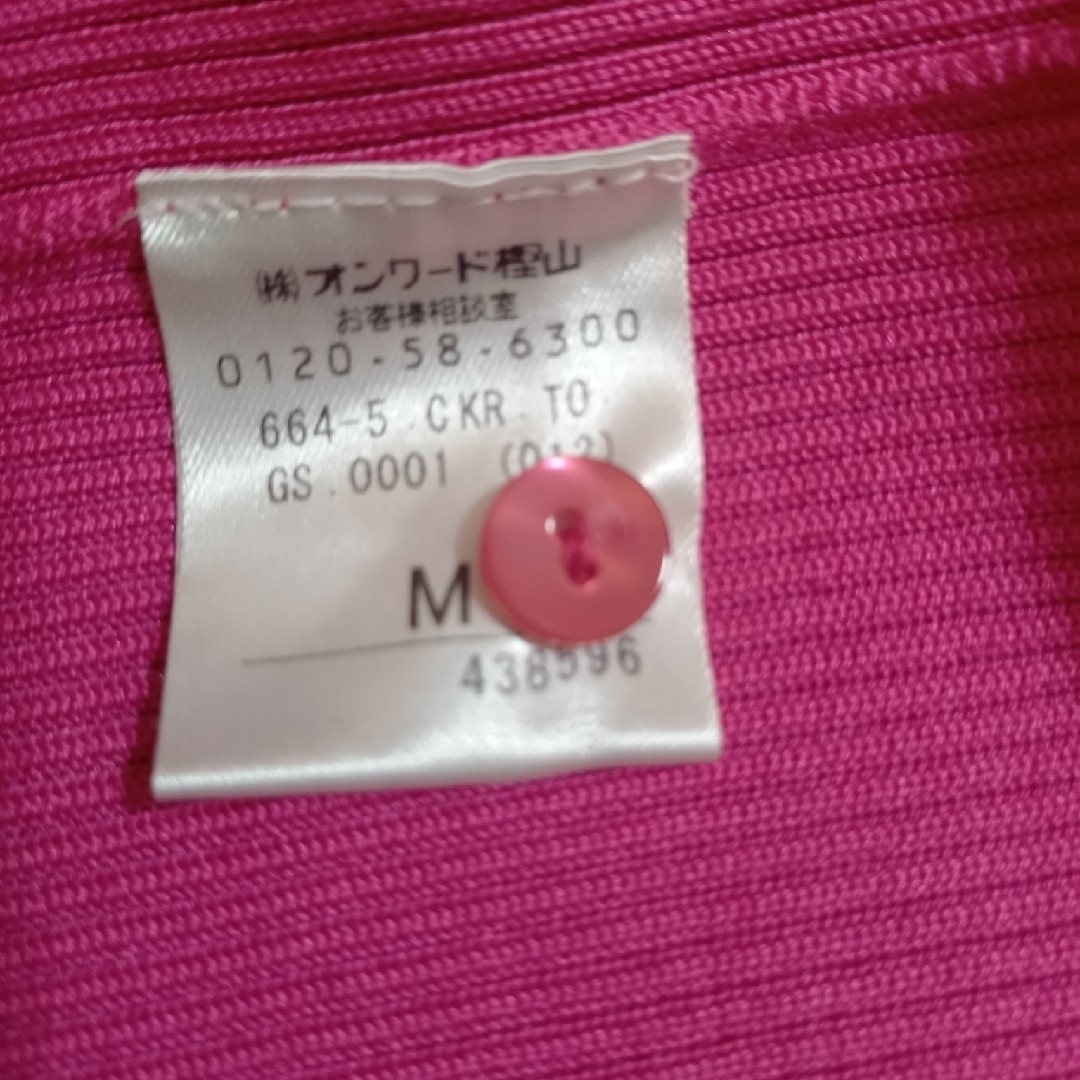 ㈱オンワード樫山
お客様相談室
0120-58-6300
664-5.CKR.TO
GS.0001 (012)
M
438596